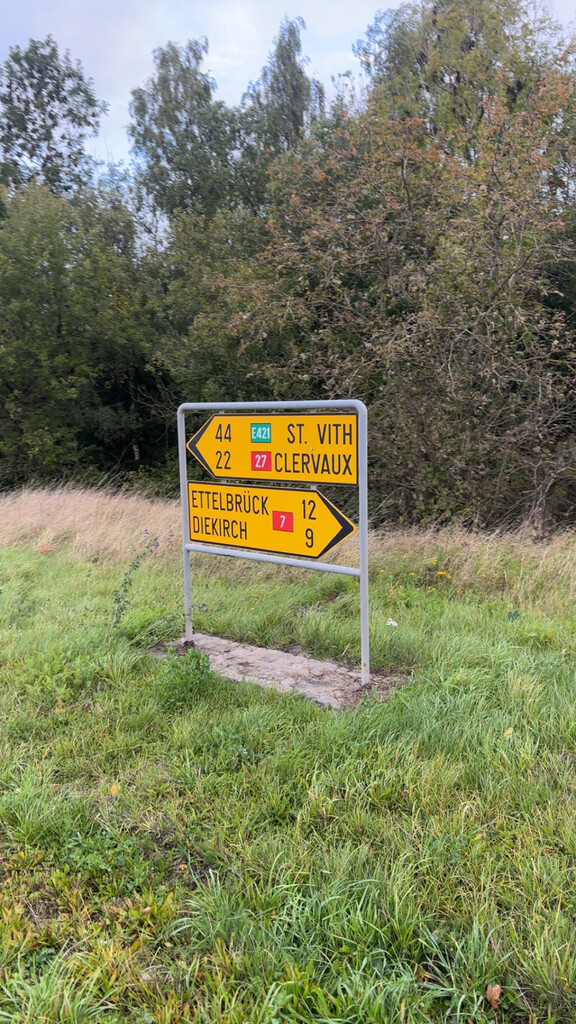 44 E421 ST. VITH
22 27 CLERVAUX
ETTELBRÜCK 12
DIEKIRCH 7 9